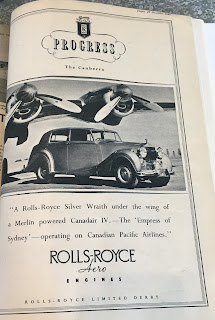 PROGRESS
The Canberra
"A Rolls-Royce Silver Wraith under the wing of
a Merlin powered Canadair IV.—The 'Empress of
Sydney'—operating on Canadian Pacific Airlines."
ROLLS-ROYCE
Aero
ENGINES
ROLLS-ROYCE LIMITED DERBY